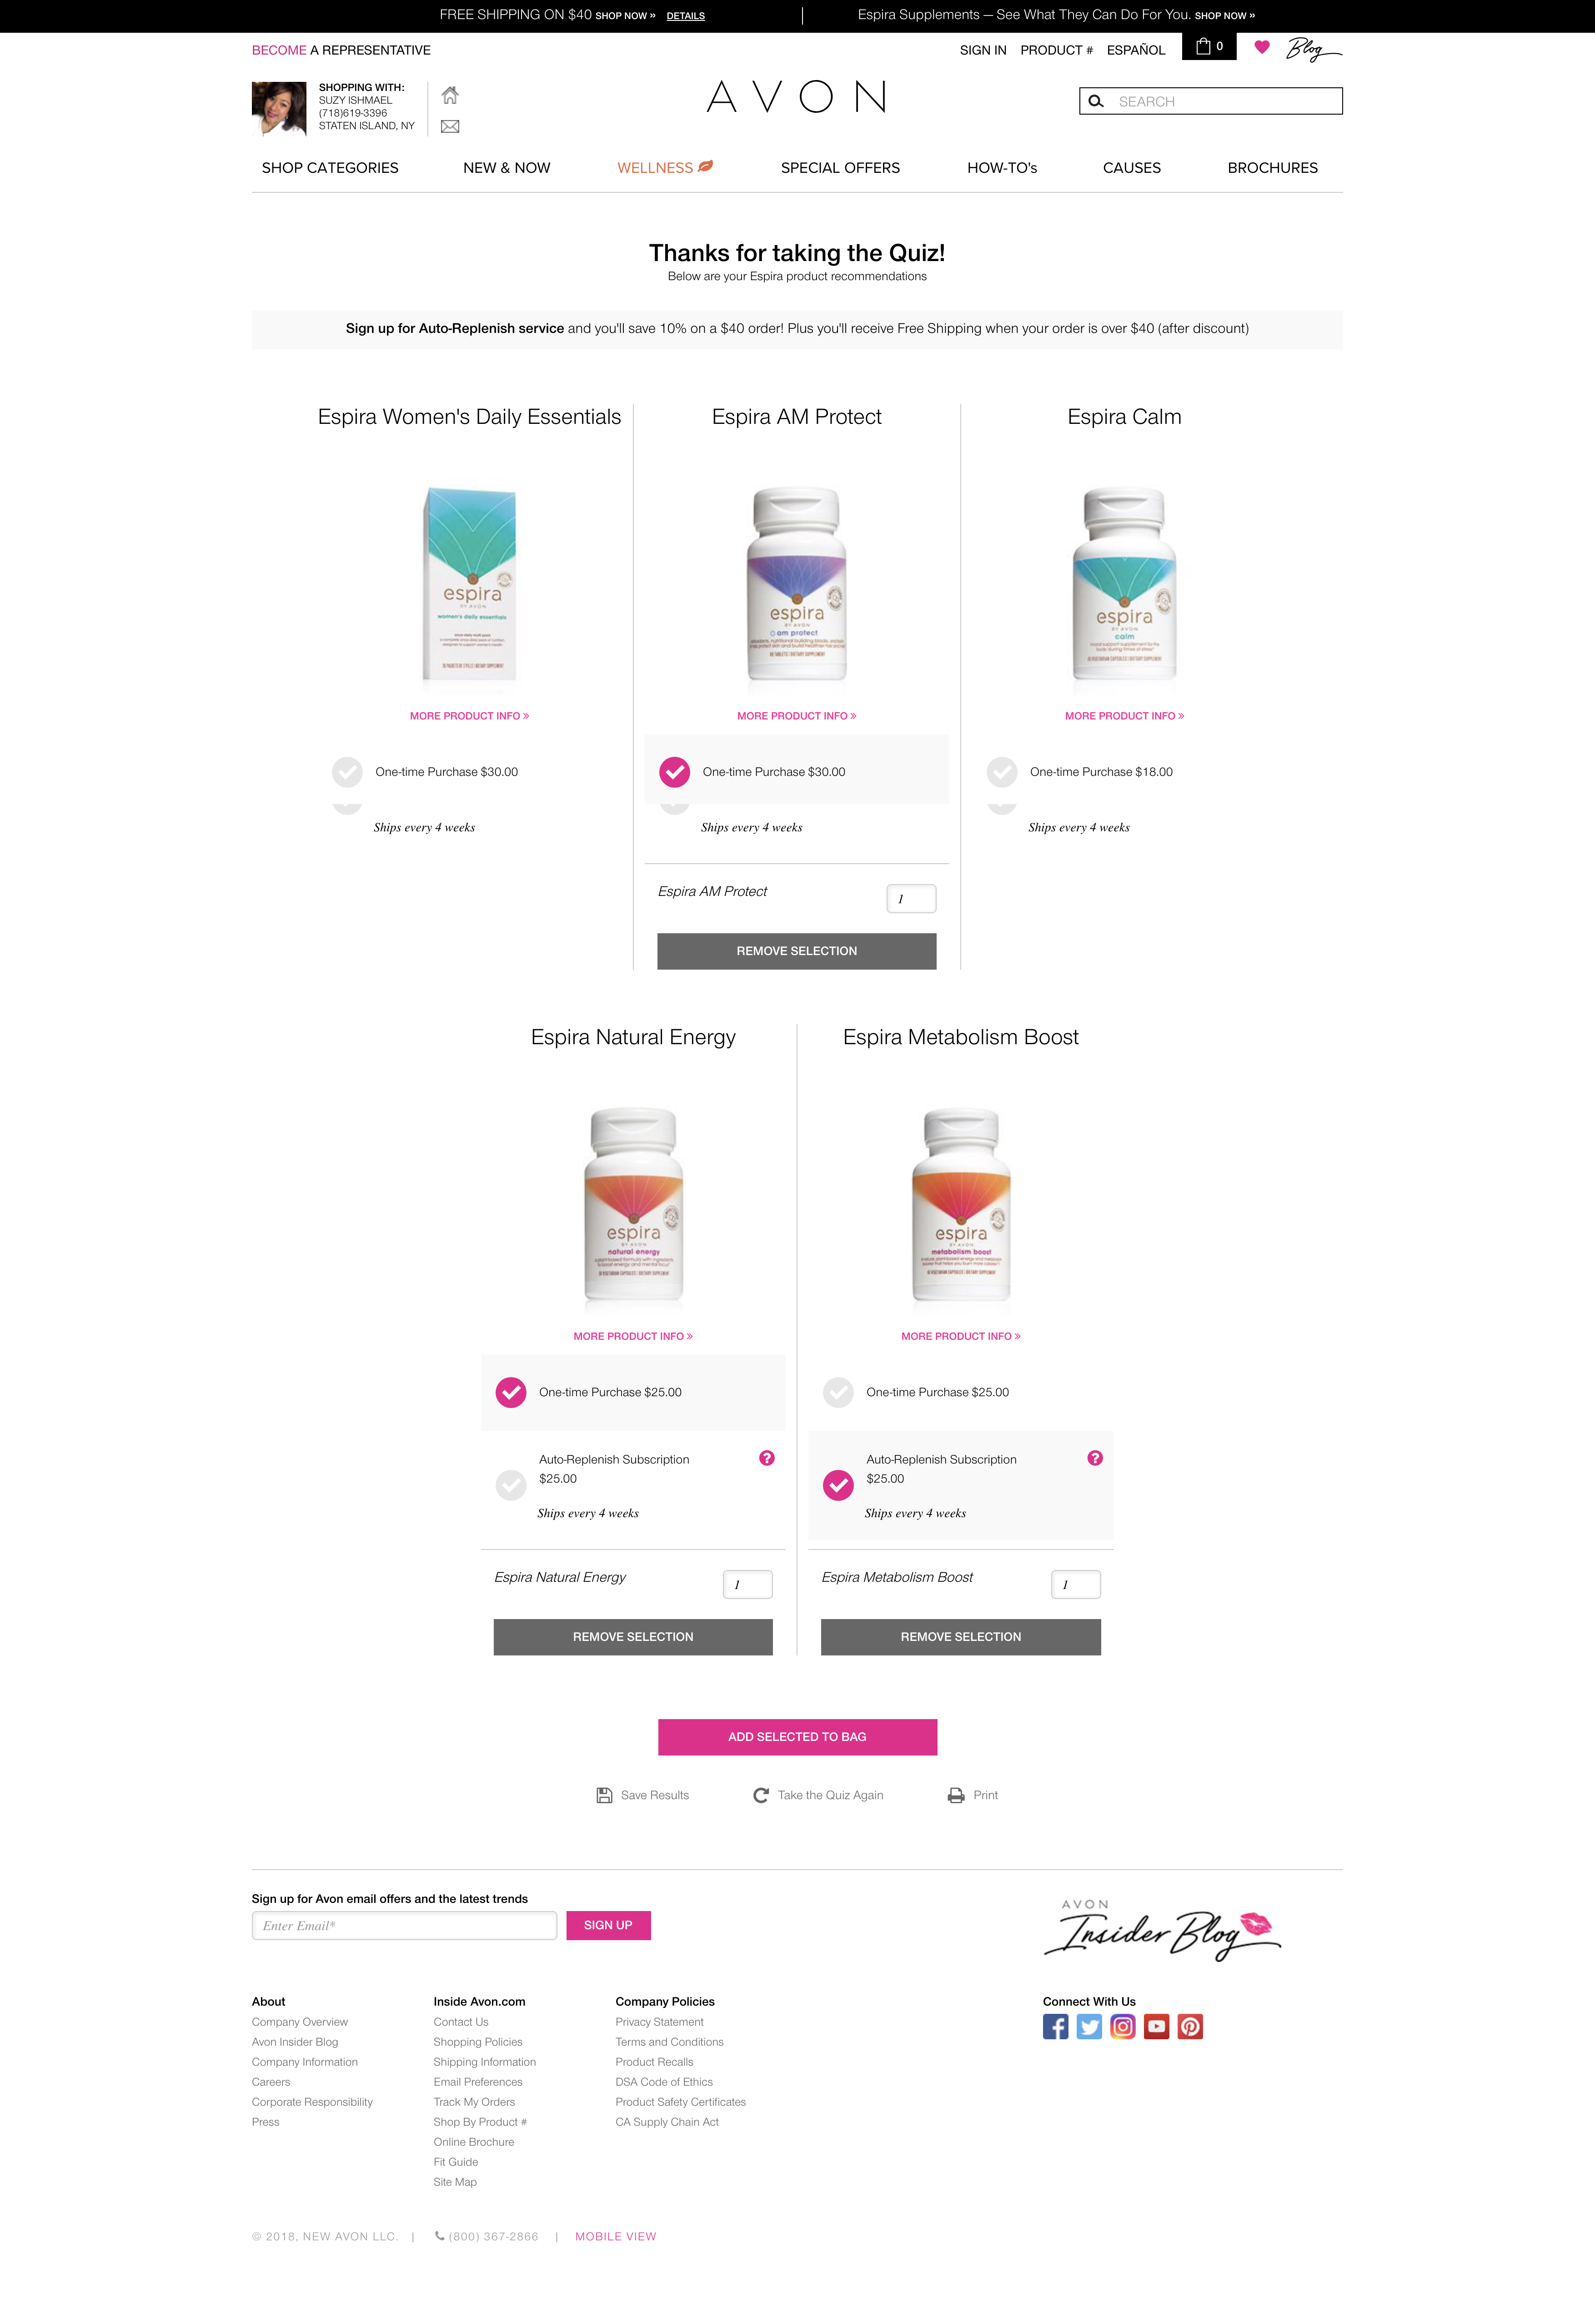 FREE SHIPPING ON $40 SHOP NOW » DETAILS
Espira Supplements — See What They Can Do For You. SHOP NOW »
BECOME A REPRESENTATIVE
SIGN IN PRODUCT # ESPAÑOL 0 Blog
SHOPPING WITH:
SUZY ISHMAEL
(718)619-3396
STATEN ISLAND, NY
AVON
SEARCH
SHOP CATEGORIES NEW & NOW WELLNESS SPECIAL OFFERS HOW-TO's CAUSES BROCHURES
Thanks for taking the Quiz!
Below are your Espira product recommendations
Sign up for Auto-Replenish service and you'll save 10% on a $40 order! Plus you'll receive Free Shipping when your order is over $40 (after discount)
Espira Women's Daily Essentials
espira
BY AVON
women's daily essentials
MORE PRODUCT INFO »
One-time Purchase $30.00
Ships every 4 weeks
Espira AM Protect
espira
BY AVON
am protect
MORE PRODUCT INFO »
One-time Purchase $30.00
Ships every 4 weeks
Espira AM Protect 1
REMOVE SELECTION
Espira Calm
espira
BY AVON
calm
MORE PRODUCT INFO »
One-time Purchase $18.00
Ships every 4 weeks
Espira Natural Energy
espira
BY AVON
natural energy
MORE PRODUCT INFO »
One-time Purchase $25.00
Auto-Replenish Subscription
$25.00
Ships every 4 weeks
Espira Natural Energy 1
REMOVE SELECTION
Espira Metabolism Boost
espira
BY AVON
metabolism boost
MORE PRODUCT INFO »
One-time Purchase $25.00
Auto-Replenish Subscription
$25.00
Ships every 4 weeks
Espira Metabolism Boost 1
REMOVE SELECTION
ADD SELECTED TO BAG
Save Results Take the Quiz Again Print
Sign up for Avon email offers and the latest trends
Enter Email*
SIGN UP
AVON
Insider Blog
About
Company Overview
Avon Insider Blog
Company Information
Careers
Corporate Responsibility
Press
Inside Avon.com
Contact Us
Shopping Policies
Shipping Information
Email Preferences
Track My Orders
Shop By Product #
Online Brochure
Fit Guide
Site Map
Company Policies
Privacy Statement
Terms and Conditions
Product Recalls
DSA Code of Ethics
Product Safety Certificates
CA Supply Chain Act
Connect With Us
© 2018, NEW AVON LLC. | (800) 367-2866 | MOBILE VIEW